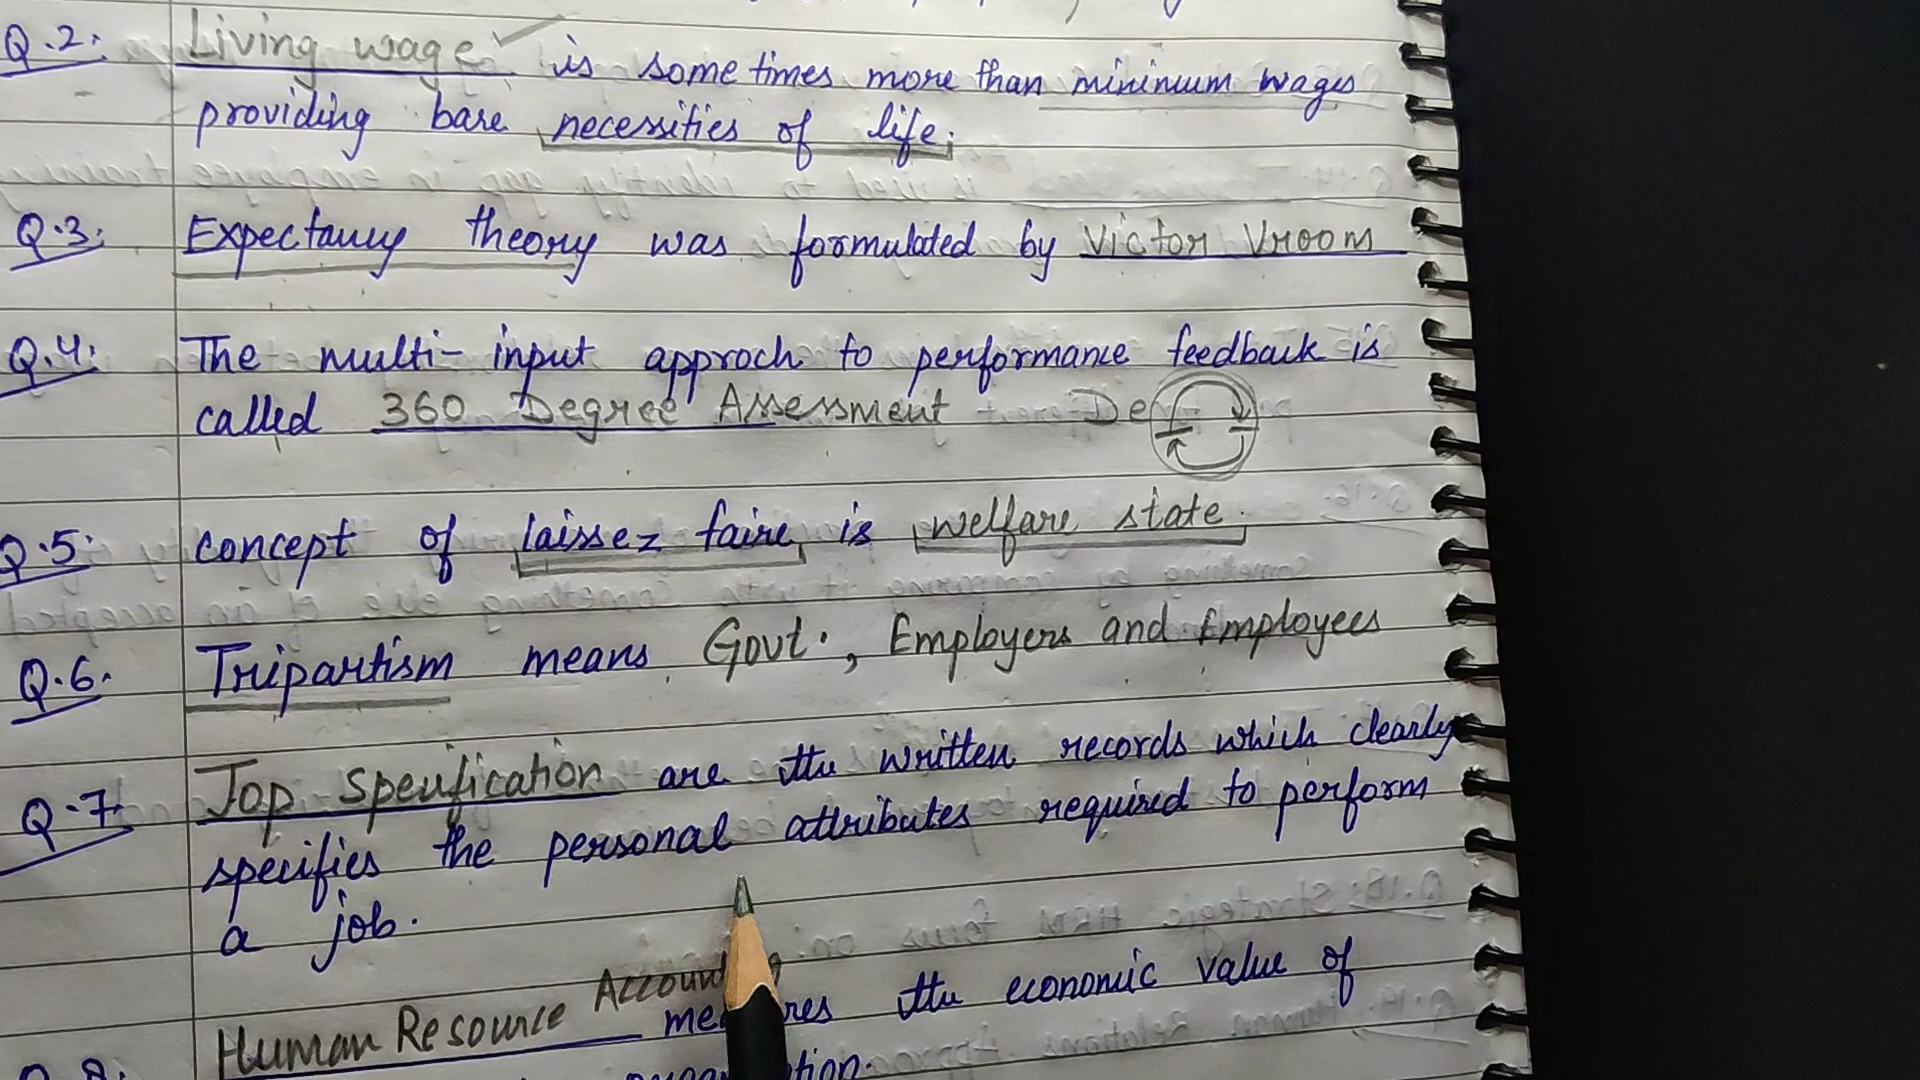 Q.2. Living wage is some times more than minimum wages
providing bare necessities of life.
Q.3. Expectancy theory was formulated by Victor Vroom
Q.4. The multi-input approch to performance feedback is
called 360 Degree Assessment De
Q.5. concept of laissez faire is welfare state.
Q.6. Tripartism means Govt., Employers and Employees
Q.7. Jop Specification are the written records which clearly
specifies the personal attributes required to perform
a job.
Q.8. Human Resource the economic value of